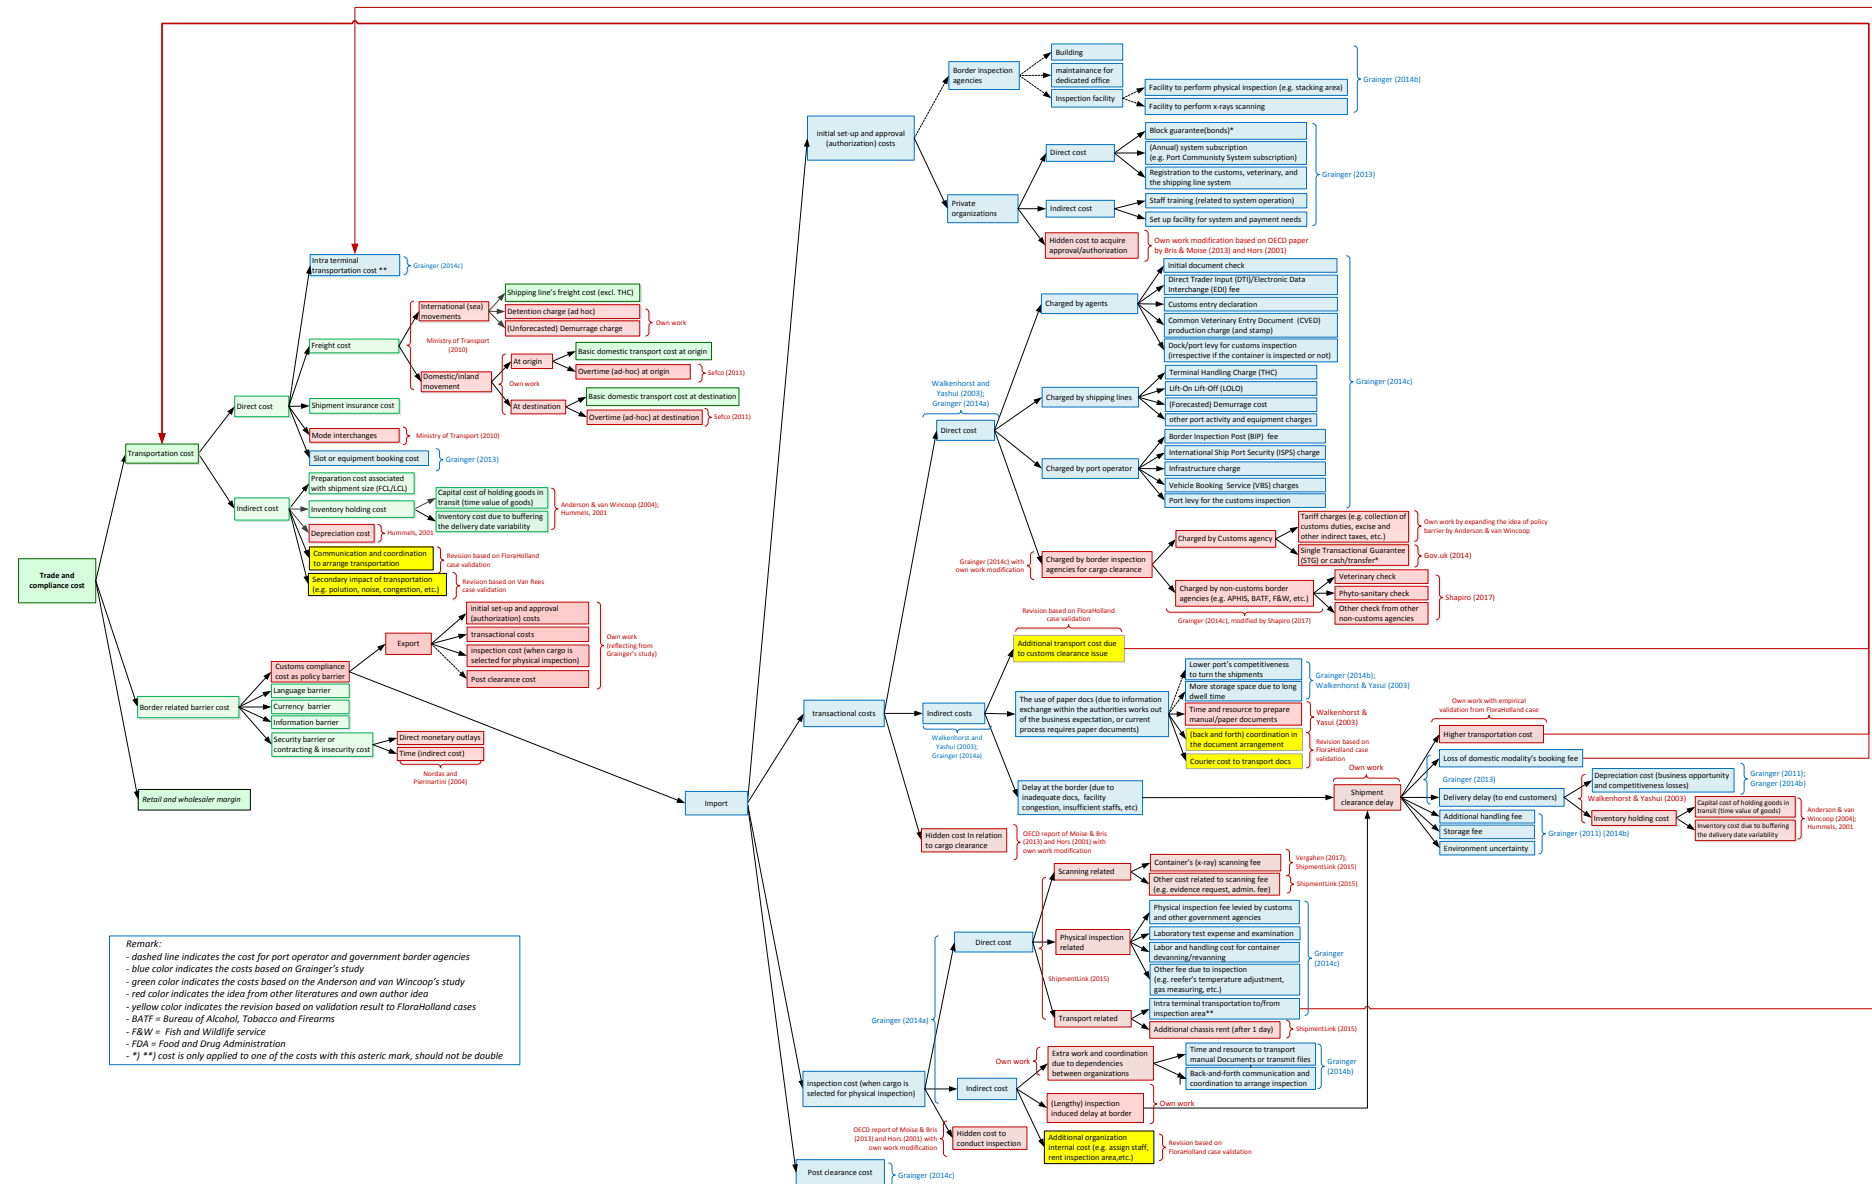 Trade and
compliance cost
Transportation cost
Direct cost
Intra terminal
transportation cost **
Grainger (2014c)
Freight cost
International (sea)
movements
Shipping line's freight cost (excl. THC)
Detention charge (ad hoc)
(Unforecasted) Demurrage charge
Own work
Ministry of Transport
(2010)
Domestic/inland
movement
Own work
At origin
Basic domestic transport cost at origin
Overtime (ad-hoc) at origin
Sefco (2011)
At destination
Basic domestic transport cost at destination
Overtime (ad-hoc) at destination
Sefco (2011)
Shipment insurance cost
Mode interchanges
Ministry of Transport (2010)
Slot or equipment booking cost
Grainger (2013)
Indirect cost
Preparation cost associated
with shipment size (FCL/LCL)
Inventory holding cost
Capital cost of holding goods in
transit (time value of goods)
Inventory cost due to buffering
the delivery date variability
Anderson & van Wincoop (2004);
Hummels, 2001
Depreciation cost
Hummels, 2001
Communication and coordination
to arrange transportation
Revision based on FloraHolland
case validation
Secondary impact of transportation
(e.g. polution, noise, congestion, etc.)
Revision based on Van Rees
case validation
Border related barrier cost
Customs compliance
cost as policy barrier
Language barrier
Currency barrier
Information barrier
Security barrier or
contracting & insecurity cost
Direct monetary outlays
Time (indirect cost)
Nordas and
Piermartini (2004)
Export
initial set-up and approval
(authorization) costs
transactional costs
inspection cost (when cargo is
selected for physical inspection)
Post clearance cost
Own work
(reflecting from
Grainger's study)
Retail and wholesaler margin
Import
initial set-up and approval
(authorization) costs
Border inspection
agencies
Building
maintainance for
dedicated office
Inspection facility
Facility to perform physical inspection (e.g. stacking area)
Facility to perform x-rays scanning
Grainger (2014b)
Private
organizations
Direct cost
Block guarantee(bonds)*
(Annual) system subscription
(e.g. Port Communisty System subscription)
Registration to the customs, veterinary, and
the shipping line system
Indirect cost
Staff training (related to system operation)
Set up facility for system and payment needs
Grainger (2013)
Hidden cost to acquire
approval/authorization
Own work modification based on OECD paper
by Bris & Moise (2013) and Hors (2001)
transactional costs
Walkenhorst and
Yashui (2003);
Grainger (2014a)
Direct cost
Charged by agents
Initial document check
Direct Trader Input (DTI)/Electronic Data
Interchange (EDI) fee
Customs entry declaration
Common Veterinary Entry Document (CVED)
production charge (and stamp)
Dock/port levy for customs inspection
(irrespective if the container is inspected or not)
Charged by shipping lines
Terminal Handling Charge (THC)
Lift-On Lift-Off (LOLO)
(Forecasted) Demurrage cost
other port activity and equipment charges
Charged by port operator
Border Inspection Post (BIP) fee
International Ship Port Security (ISPS) charge
Infrastructure charge
Vehicle Booking Service (VBS) charges
Port levy for the customs inspection
Grainger (2014c)
Grainger (2014c) with
own work modification
Charged by border inspection
agencies for cargo clearance
Charged by Customs agency
Tariff charges (e.g. collection of
customs duties, excise and
other indirect taxes, etc.)
Own work by expanding the idea of policy
barrier by Anderson & van Wincoop
Single Transactional Guarantee
(STG) or cash/transfer*
Gov.uk (2014)
Charged by non-customs border
agencies (e.g. APHIS, BATF, F&W, etc.)
Grainger (2014c), modified by Shapiro (2017)
Veterinary check
Phyto-sanitary check
Other check from other
non-customs agencies
Shapiro (2017)
Indirect costs
Walkenhorst and
Yashui (2003);
Grainger (2014a)
Revision based on FloraHolland
case validation
Additional transport cost due
to customs clearance issue
The use of paper docs (due to information
exchange within the authorities works out
of the business expectation, or current
process requires paper documents)
Lower port's competitiveness
to turn the shipments
More storage space due to long
dwell time
Grainger (2014b);
Walkenhorst & Yasui (2003)
Time and resource to prepare
manual/paper documents
Walkenhorst &
Yasui (2003)
(back and forth) coordination in
the document arrangement
Courier cost to transport docs
Revision based on
FloraHolland case
validation
Delay at the border (due to
inadequate docs, facility
congestion, insufficient staffs, etc)
Own work
Shipment
clearance delay
Own work with empirical
validation from FloraHolland case
Higher transportation cost
Loss of domestic modality's booking fee
Grainger (2013)
Delivery delay (to end customers)
Depreciation cost (business opportunity
and competitiveness losses)
Grainger (2011);
Grainger (2014b)
Walkenhorst & Yashui (2003)
Inventory holding cost
Capital cost of holding goods in
transit (time value of goods)
Inventory cost due to buffering
the delivery date variability
Anderson & van
Wincoop (2004);
Hummels, 2001
Additional handling fee
Storage fee
Environment uncertainty
Grainger (2011) (2014b)
Hidden cost In relation
to cargo clearance
OECD report of Moise & Bris
(2013) and Hors (2001) with
own work modification
inspection cost (when cargo is
selected for physical inspection)
Grainger (2014a)
Direct cost
ShipmentLink (2015)
Scanning related
Container's (x-ray) scanning fee
Vergahen (2017);
ShipmentLink (2015)
Other cost related to scanning fee
(e.g. evidence request, admin. fee)
ShipmentLink (2015)
Physical inspection
related
Physical inspection fee levied by customs
and other government agencies
Laboratory test expense and examination
Labor and handling cost for container
devanning/revanning
Other fee due to inspection
(e.g. reefer's temperature adjustment,
gas measuring, etc.)
Grainger
(2014c)
Transport related
Intra terminal transportation to/from
inspection area**
Additional chassis rent (after 1 day)
ShipmentLink (2015)
Indirect cost
Own work
Extra work and coordination
due to dependencies
between organizations
Time and resource to transport
manual Documents or transmit files
Back-and-forth communication and
coordination to arrange inspection
Grainger
(2014b)
(Lengthy) inspection
induced delay at border
Own work
Additional organization
internal cost (e.g. assign staff,
rent inspection area,etc.)
Revision based on
FloraHolland case validation
OECD report of Moise & Bris
(2013) and Hors (2001) with
own work modification
Hidden cost to
conduct inspection
Post clearance cost
Grainger (2014c)
Remark:
- dashed line indicates the cost for port operator and government border agencies
- blue color indicates the costs based on Grainger's study
- green color indicates the costs based on the Anderson and van Wincoop's study
- red color indicates the idea from other literatures and own author idea
- yellow color indicates the revision based on validation result to FloraHolland cases
- BATF = Bureau of Alcohol, Tobacco and Firearms
- F&W = Fish and Wildlife service
- FDA = Food and Drug Administration
- *) **) cost is only applied to one of the costs with this asteric mark, should not be double